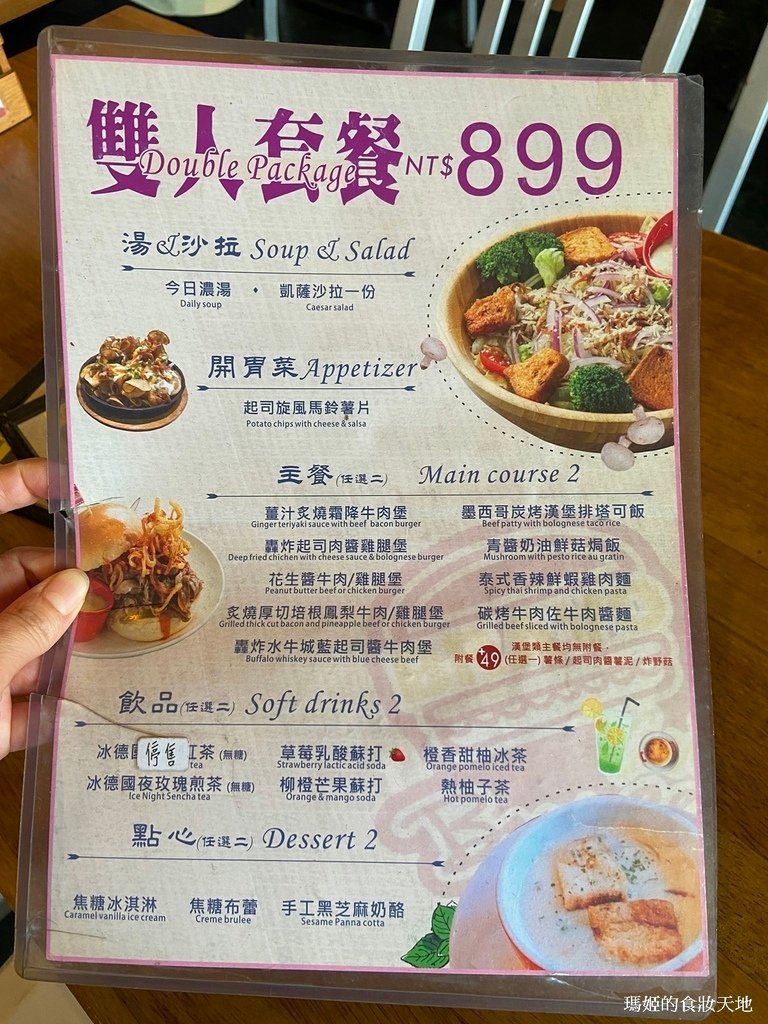 雙人套餐 NT$899
Double Package
湯&沙拉 Soup & Salad
今日濃湯 • 凱薩沙拉一份
Daily soup Caesar salad
開胃菜 Appetizer
起司旋風馬鈴薯片
Potato chips with cheese & salsa
主餐(任選二) Main course 2
薑汁炙燒霜降牛肉堡
Ginger teriyaki sauce with beef bacon burger
轟炸起司肉醬雞腿堡
Deep fried chichen with cheese sauce & bolognese burger
花生醬牛肉/雞腿堡
Peanut butter beef or chicken burger
炙燒厚切培根鳳梨牛肉/雞腿堡
Grilled thick cut bacon and pineapple beef or chicken burger
轟炸水牛城藍起司醬牛肉堡
Buffalo whiskey sauce with blue cheese beef
墨西哥炭烤漢堡排塔可飯
Beef patty with bolognese taco rice
青醬奶油鮮菇焗飯
Mushroom with pesto rice au gratin
泰式香辣鮮蝦雞肉麵
Spicy thai shrimp and chicken pasta
碳烤牛肉佐牛肉醬麵
Grilled beef sliced with bolognese pasta
漢堡類主餐均無附餐，
附餐 +49 (任選一) 薯條/起司肉醬薯泥/炸野菇
飲品(任選二) Soft drinks 2
冰德國 停售 紅茶 (無糖)
tea
草莓乳酸蘇打
Strawberry lactic acid soda
橙香甜柚冰茶
Orange pomelo iced tea
冰德國夜玫瑰煎茶 (無糖)
Ice Night Sencha tea
柳橙芒果蘇打
Orange & mango soda
熱柚子茶
Hot pomelo tea
點心(任選二) Dessert 2
焦糖冰淇淋 焦糖布蕾 手工黑芝麻奶酪
Caramel vanilla ice cream Creme brulee Sesame Panna cotta
瑪姬的食妝天地